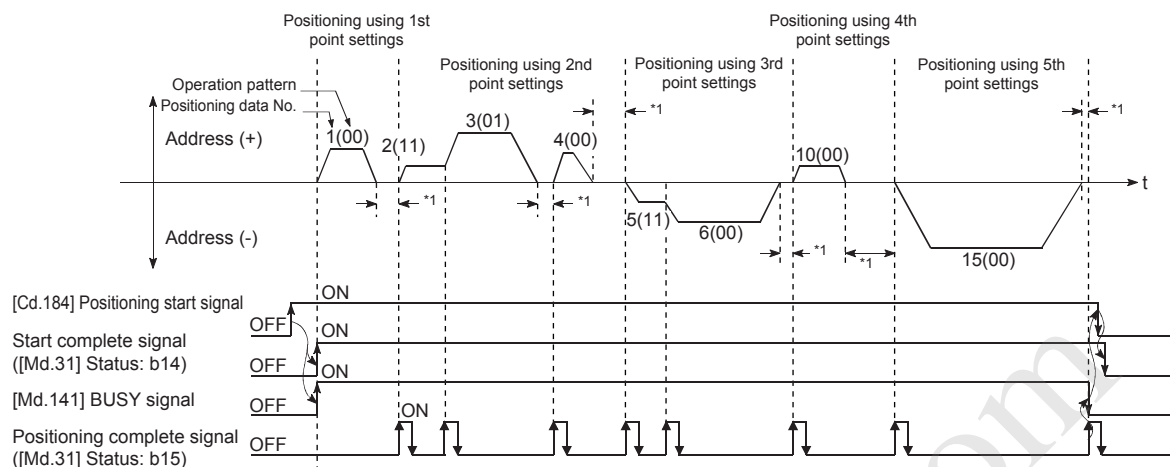 Positioning using 1st
point settings
Positioning using 4th
point settings
Positioning using 2nd
point settings
Positioning using 3rd
point settings
Positioning using 5th
point settings
Operation pattern
Positioning data No.
Address (+)
1(00)
2(11)
3(01)
4(00)
*1
10(00)
*1
*1
t
*1
*1
5(11)
6(00)
*1
*1
15(00)
Address (-)
[Cd.184] Positioning start signal
OFF
ON
Start complete signal
([Md.31] Status: b14)
OFF
ON
[Md.141] BUSY signal
OFF
ON
Positioning complete signal
([Md.31] Status: b15)
OFF
ON
om